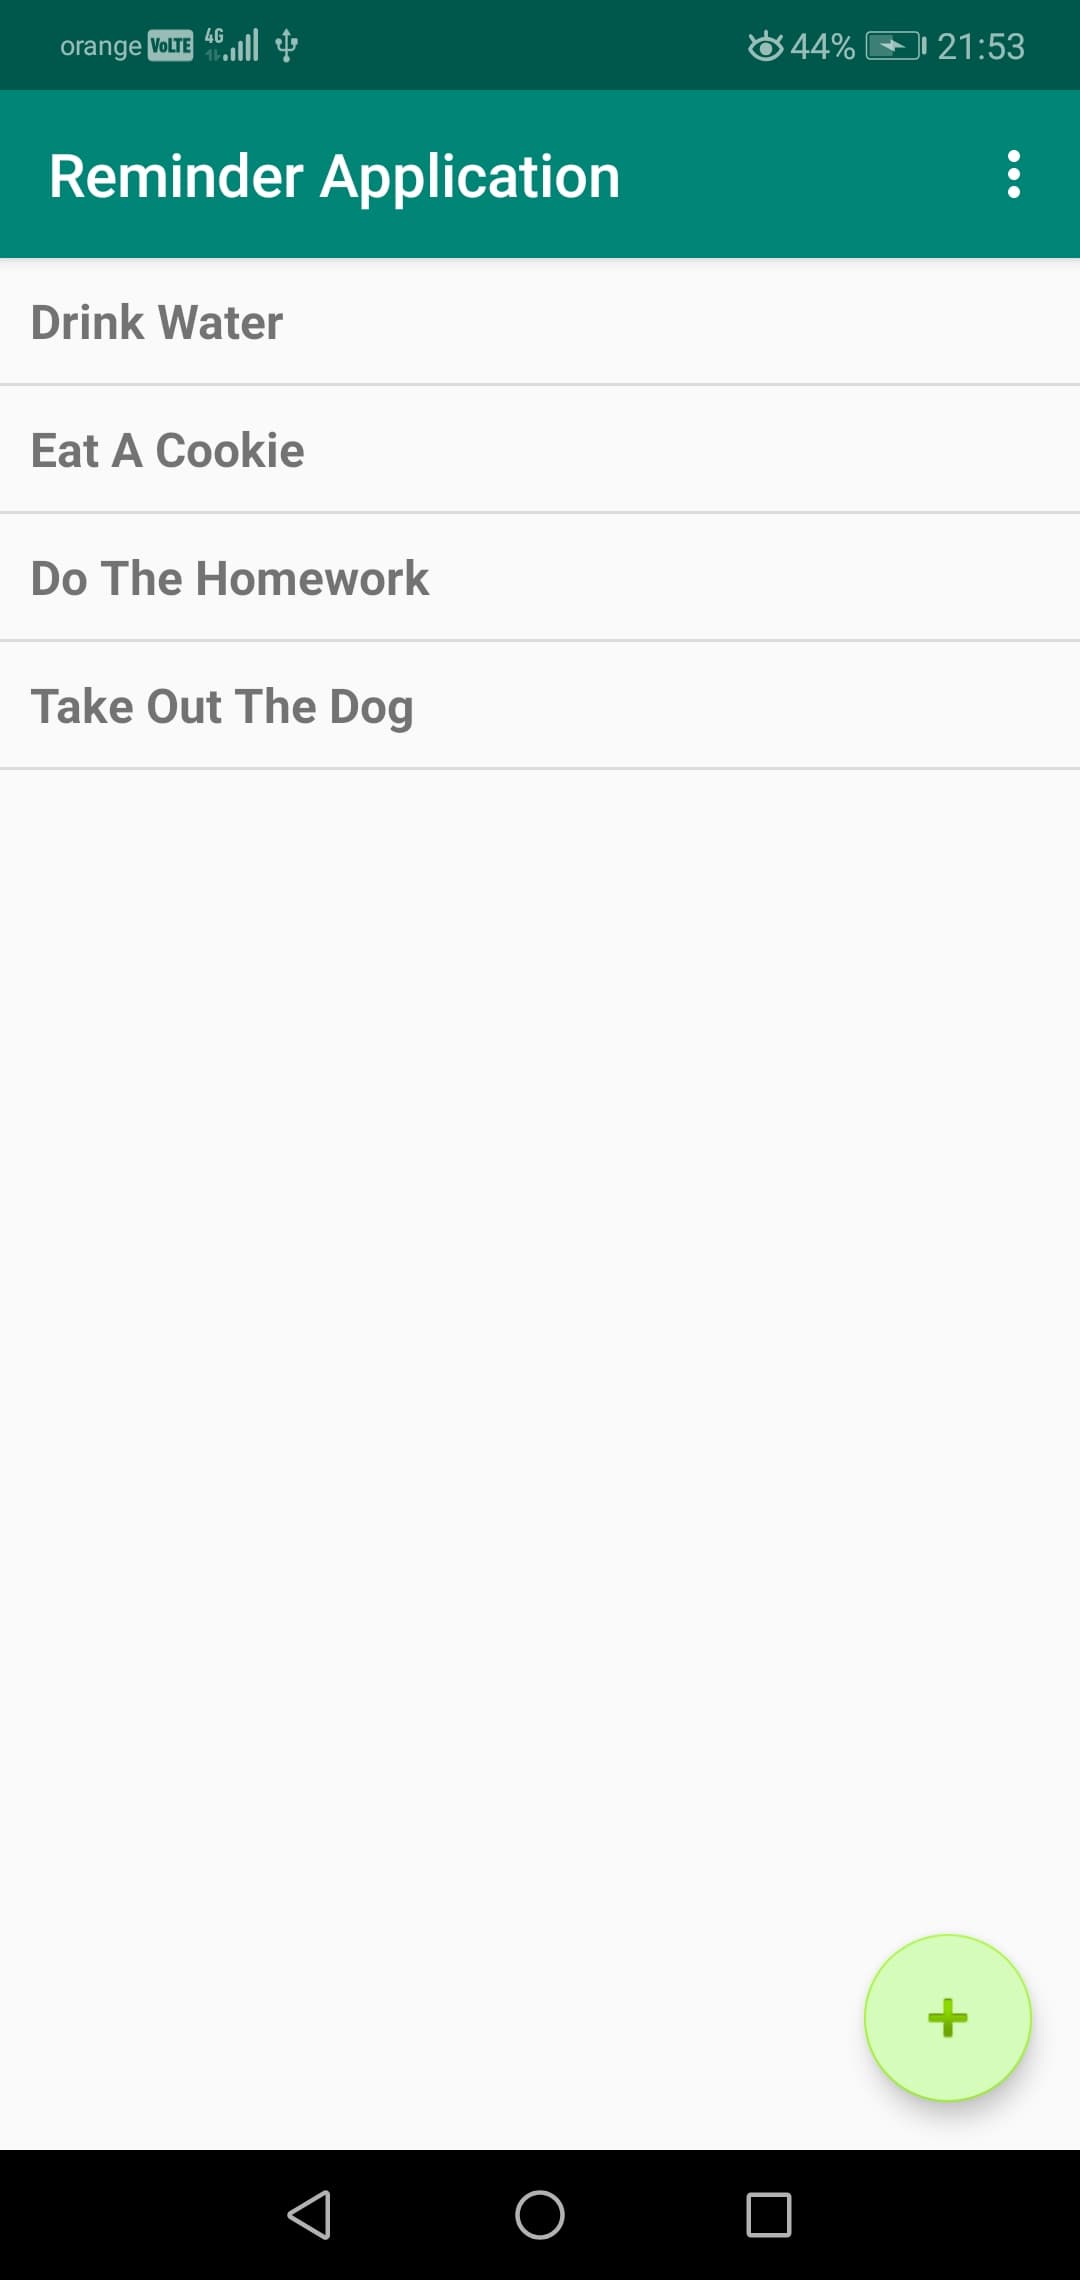 orange VoLTE 4G 44% 21:53
Reminder Application
Drink Water
Eat A Cookie
Do The Homework
Take Out The Dog